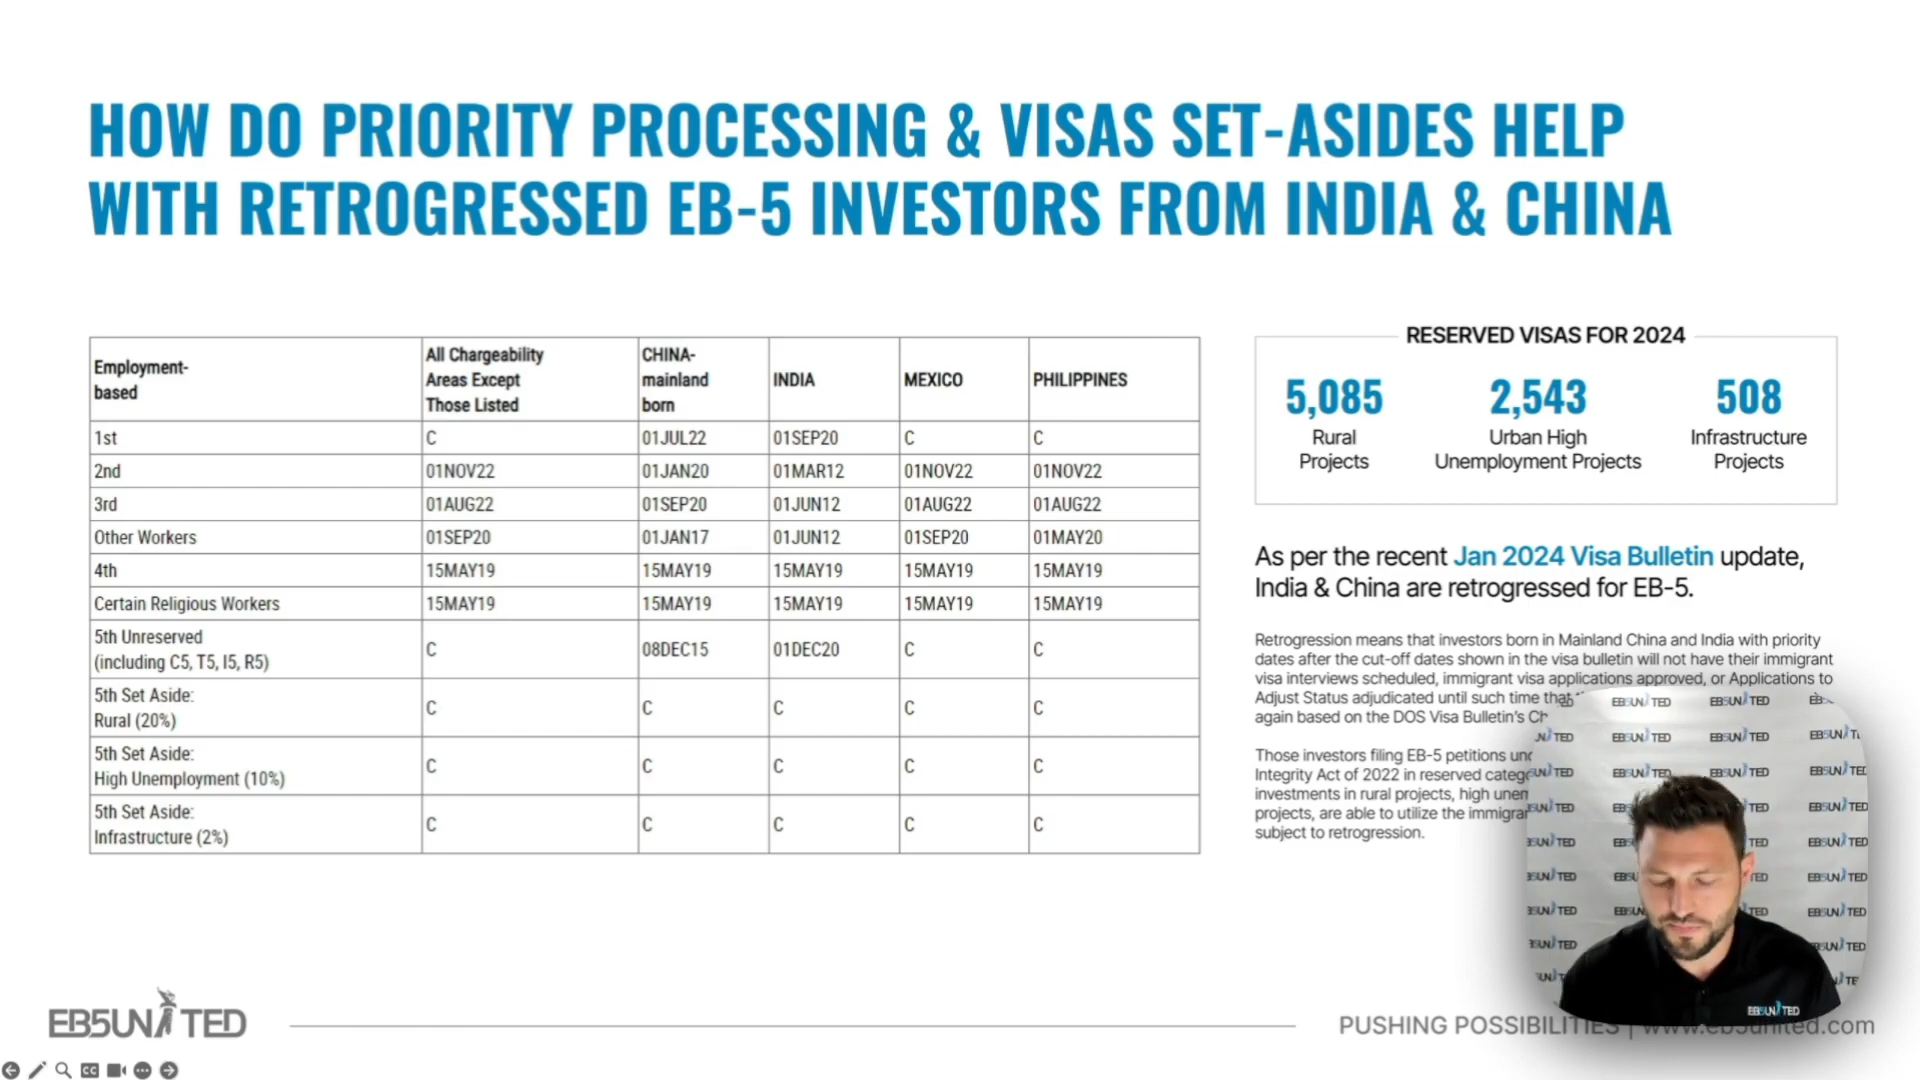 HOW DO PRIORITY PROCESSING & VISAS SET-ASIDES HELP
WITH RETROGRESSED EB-5 INVESTORS FROM INDIA & CHINA
Employment-
based
All Chargeability
Areas Except
Those Listed
CHINA-
mainland
born
INDIA
MEXICO
PHILIPPINES
1st C 01JUL22 01SEP20 C C
2nd 01NOV22 01JAN20 01MAR12 01NOV22 01NOV22
3rd 01AUG22 01SEP20 01JUN12 01AUG22 01AUG22
Other Workers 01SEP20 01JAN17 01JUN12 01SEP20 01MAY20
4th 15MAY19 15MAY19 15MAY19 15MAY19 15MAY19
Certain Religious Workers 15MAY19 15MAY19 15MAY19 15MAY19 15MAY19
5th Unreserved
(including C5, T5, I5, R5)
C 08DEC15 01DEC20 C C
5th Set Aside:
Rural (20%)
C C C C C
5th Set Aside:
High Unemployment (10%)
C C C C C
5th Set Aside:
Infrastructure (2%)
C C C C C
RESERVED VISAS FOR 2024
5,085
Rural
Projects
2,543
Urban High
Unemployment Projects
508
Infrastructure
Projects
As per the recent Jan 2024 Visa Bulletin update,
India & China are retrogressed for EB-5.
Retrogression means that investors born in Mainland China and India with priority
dates after the cut-off dates shown in the visa bulletin will not have their immigrant
visa interviews scheduled, immigrant visa applications approved, or Applications to
Adjust Status adjudicated until such time that
again based on the DOS Visa Bulletin's
Those investors filing EB-5 petitions
Integrity Act of 2022 in reserved
investments in rural projects, high
projects, are able to utilize the
subject to retrogression.
EB5UNITED
PUSHING POSSIBILITIES | www.eb5united.com
EB5UNITED
CC